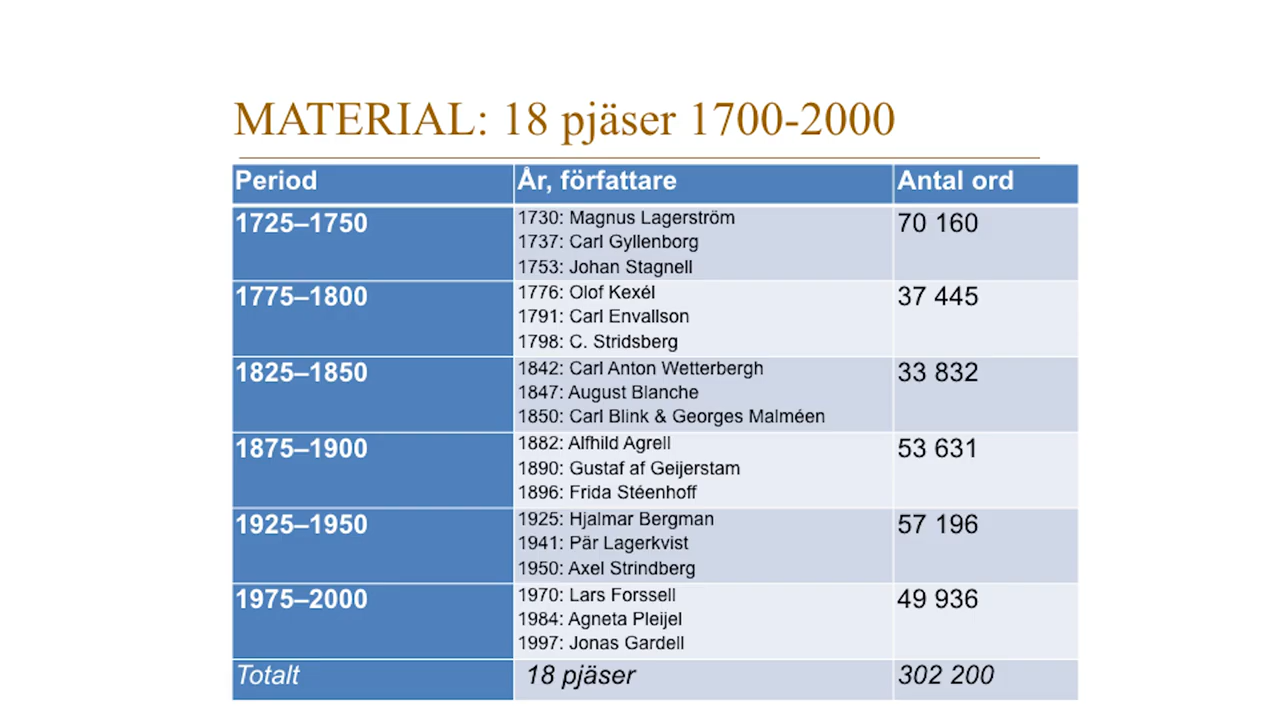 MATERIAL: 18 pjäser 1700-2000
Period År, författare Antal ord
1725–1750 1730: Magnus Lagerström 70 160
1737: Carl Gyllenborg
1753: Johan Stagnell
1775–1800 1776: Olof Kexél 37 445
1791: Carl Envallson
1798: C. Stridsberg
1825–1850 1842: Carl Anton Wetterbergh 33 832
1847: August Blanche
1850: Carl Blink & Georges Malméen
1875–1900 1882: Alfhild Agrell 53 631
1890: Gustaf af Geijerstam
1896: Frida Stéenhoff
1925–1950 1925: Hjalmar Bergman 57 196
1941: Pär Lagerkvist
1950: Axel Strindberg
1975–2000 1970: Lars Forssell 49 936
1984: Agneta Pleijel
1997: Jonas Gardell
Totalt 18 pjäser 302 200